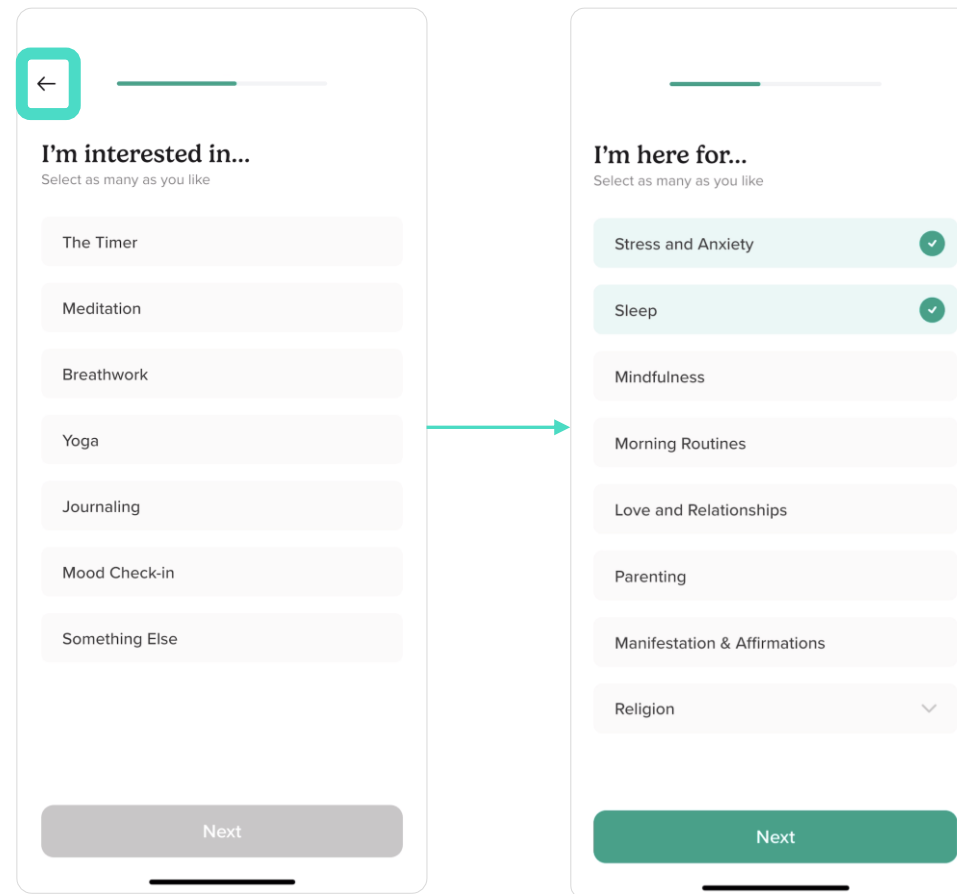 I’m interested in...
Select as many as you like
The Timer
Meditation
Breathwork
Yoga
Journaling
Mood Check-in
Something Else
Next
I’m here for...
Select as many as you like
Stress and Anxiety
Sleep
Mindfulness
Morning Routines
Love and Relationships
Parenting
Manifestation & Affirmations
Religion
Next